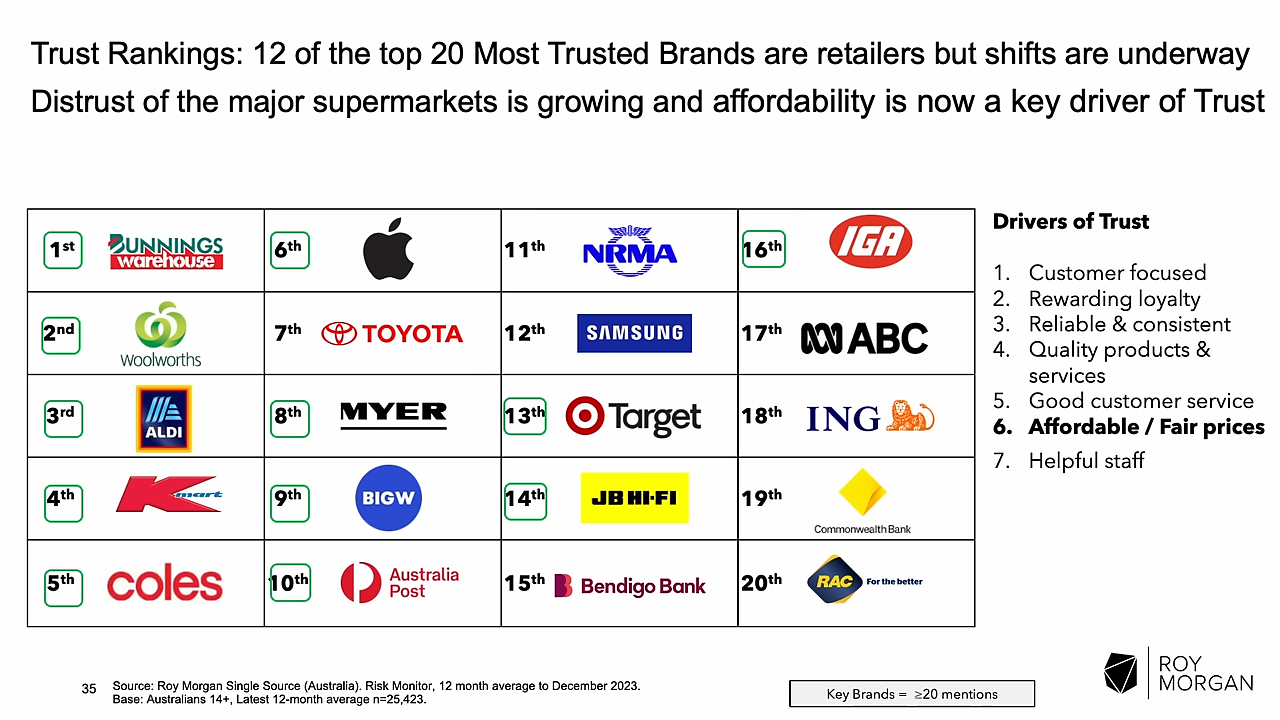 Trust Rankings: 12 of the top 20 Most Trusted Brands are retailers but shifts are underway
Distrust of the major supermarkets is growing and affordability is now a key driver of Trust
1st BUNNINGS warehouse
2nd Woolworths
3rd ALDI
4th Kmart
5th coles
6th
7th TOYOTA
8th MYER
9th BIGW
10th Australia Post
11th NRMA
12th SAMSUNG
13th Target
14th JB HI-FI
15th Bendigo Bank
16th IGA
17th ABC
18th ING
19th CommonwealthBank
20th RAC For the better
Drivers of Trust
1. Customer focused
2. Rewarding loyalty
3. Reliable & consistent
4. Quality products &
services
5. Good customer service
6. Affordable / Fair prices
7. Helpful staff
35
Source: Roy Morgan Single Source (Australia). Risk Monitor, 12 month average to December 2023.
Base: Australians 14+, Latest 12-month average n=25,423.
Key Brands = ≥20 mentions
ROY
MORGAN